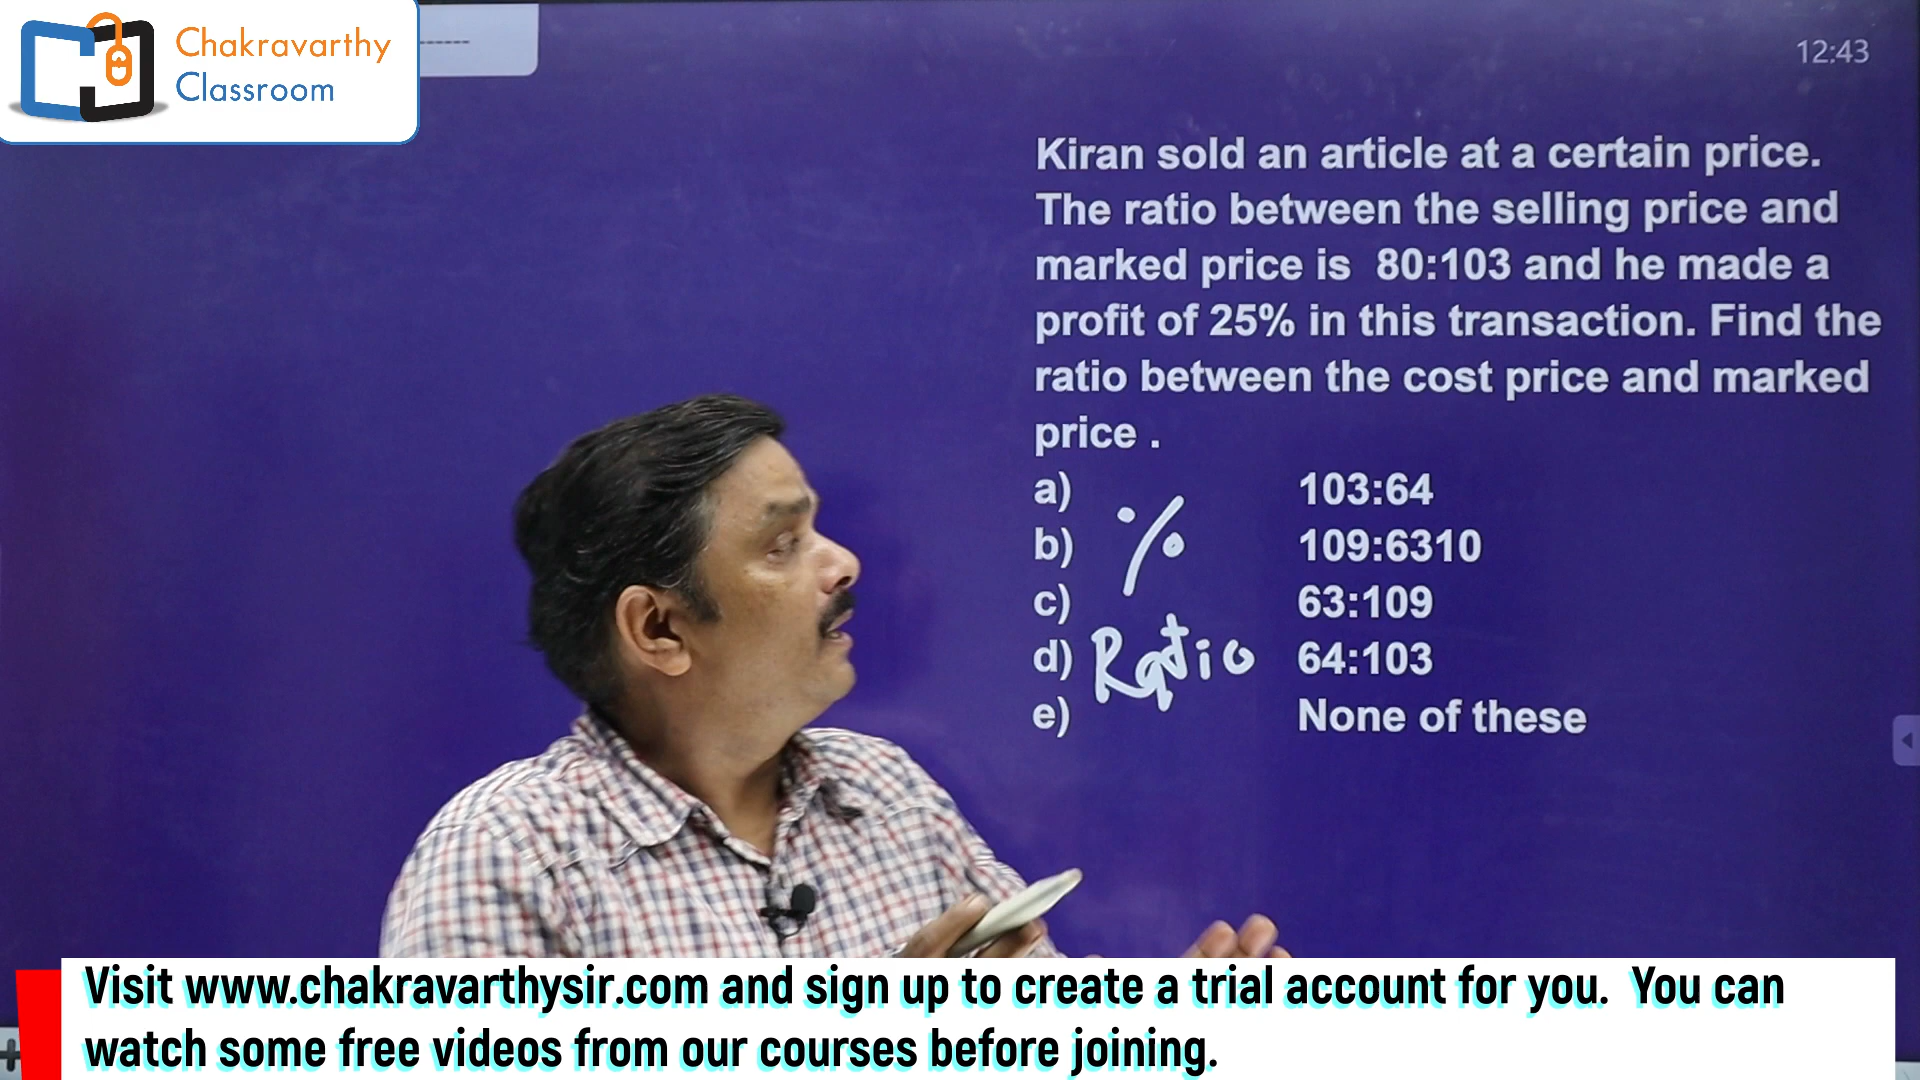 Chakravarthy
Classroom
12:43
Kiran sold an article at a certain price.
The ratio between the selling price and
marked price is 80:103 and he made a
profit of 25% in this transaction. Find the
ratio between the cost price and marked
price .
a) 103:64
b) 109:6310
c) 63:109
d) 64:103
e) None of these
%
Ratio
Visit www.chakravarthysir.com and sign up to create a trial account for you. You can
watch some free videos from our courses before joining.